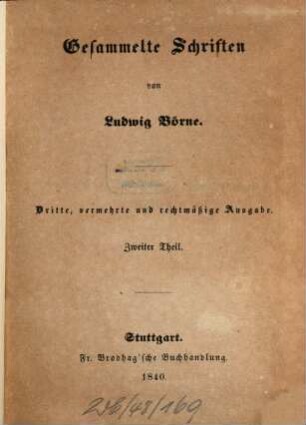 Gesammelte Schriften
von
Ludwig Börne.
Dritte, vermehrte und rechtmäßige Ausgabe.
Zweiter Theil.
Stuttgart.
Fr. Brodhag'sche Buchhandlung.
1840.
296/48/169